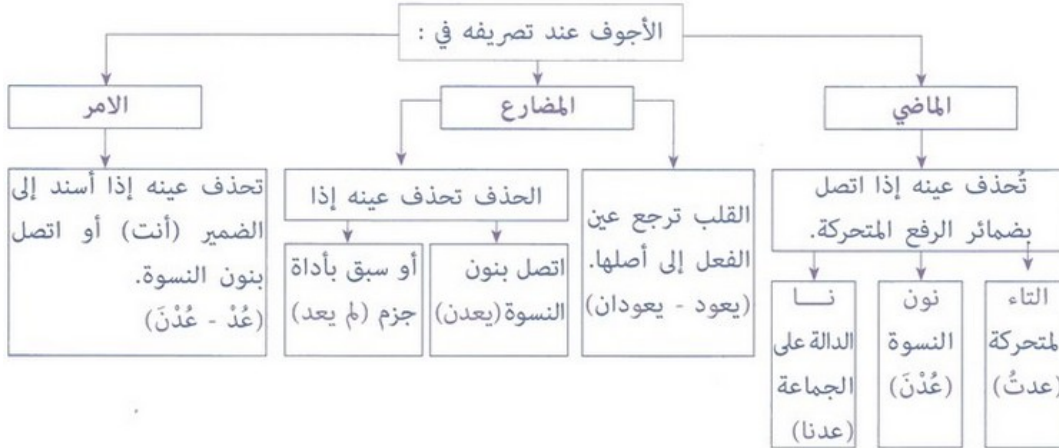 الأجوف عند تصريفه في :
الماضي
تُحذف عينه إذا اتصل
بضمائر الرفع المتحركة.
التاء
المتحركة
(عدتُ)
نون
النسوة
(عُدْنَ)
نـــا
الدالة على
الجماعة
(عدنا)
المضارع
القلب ترجع عين
الفعل إلى أصلها.
(يعود - يعودان)
الحذف تحذف عينه إذا
اتصل بنون
النسوة (يعدن)
أو سبق بأداة
جزم (لم يعد)
الامر
تحذف عينه إذا أسند إلى
الضمير (أنت) أو اتصل
بنون النسوة.
(عُدْ - عُدْنَ)